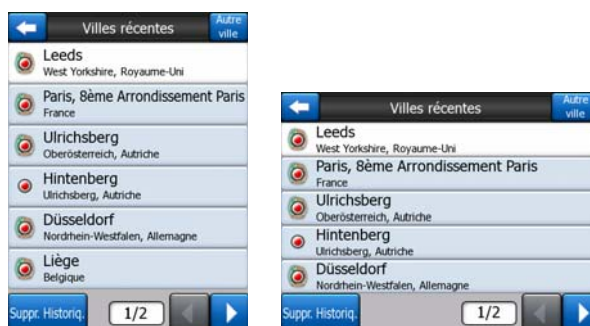 Villes récentes
Autre
ville
Leeds
West Yorkshire, Royaume-Uni
Paris, 8ème Arrondissement Paris
France
Ulrichsberg
Oberösterreich, Autriche
Hintenberg
Ulrichsberg, Autriche
Düsseldorf
Nordrhein-Westfalen, Allemagne
Liège
Belgique
Suppr. Historiq.
1/2
Villes récentes
Autre
ville
Leeds
West Yorkshire, Royaume-Uni
Paris, 8ème Arrondissement Paris
France
Ulrichsberg
Oberösterreich, Autriche
Hintenberg
Ulrichsberg, Autriche
Düsseldorf
Nordrhein-Westfalen, Allemagne
Suppr. Historiq.
1/2